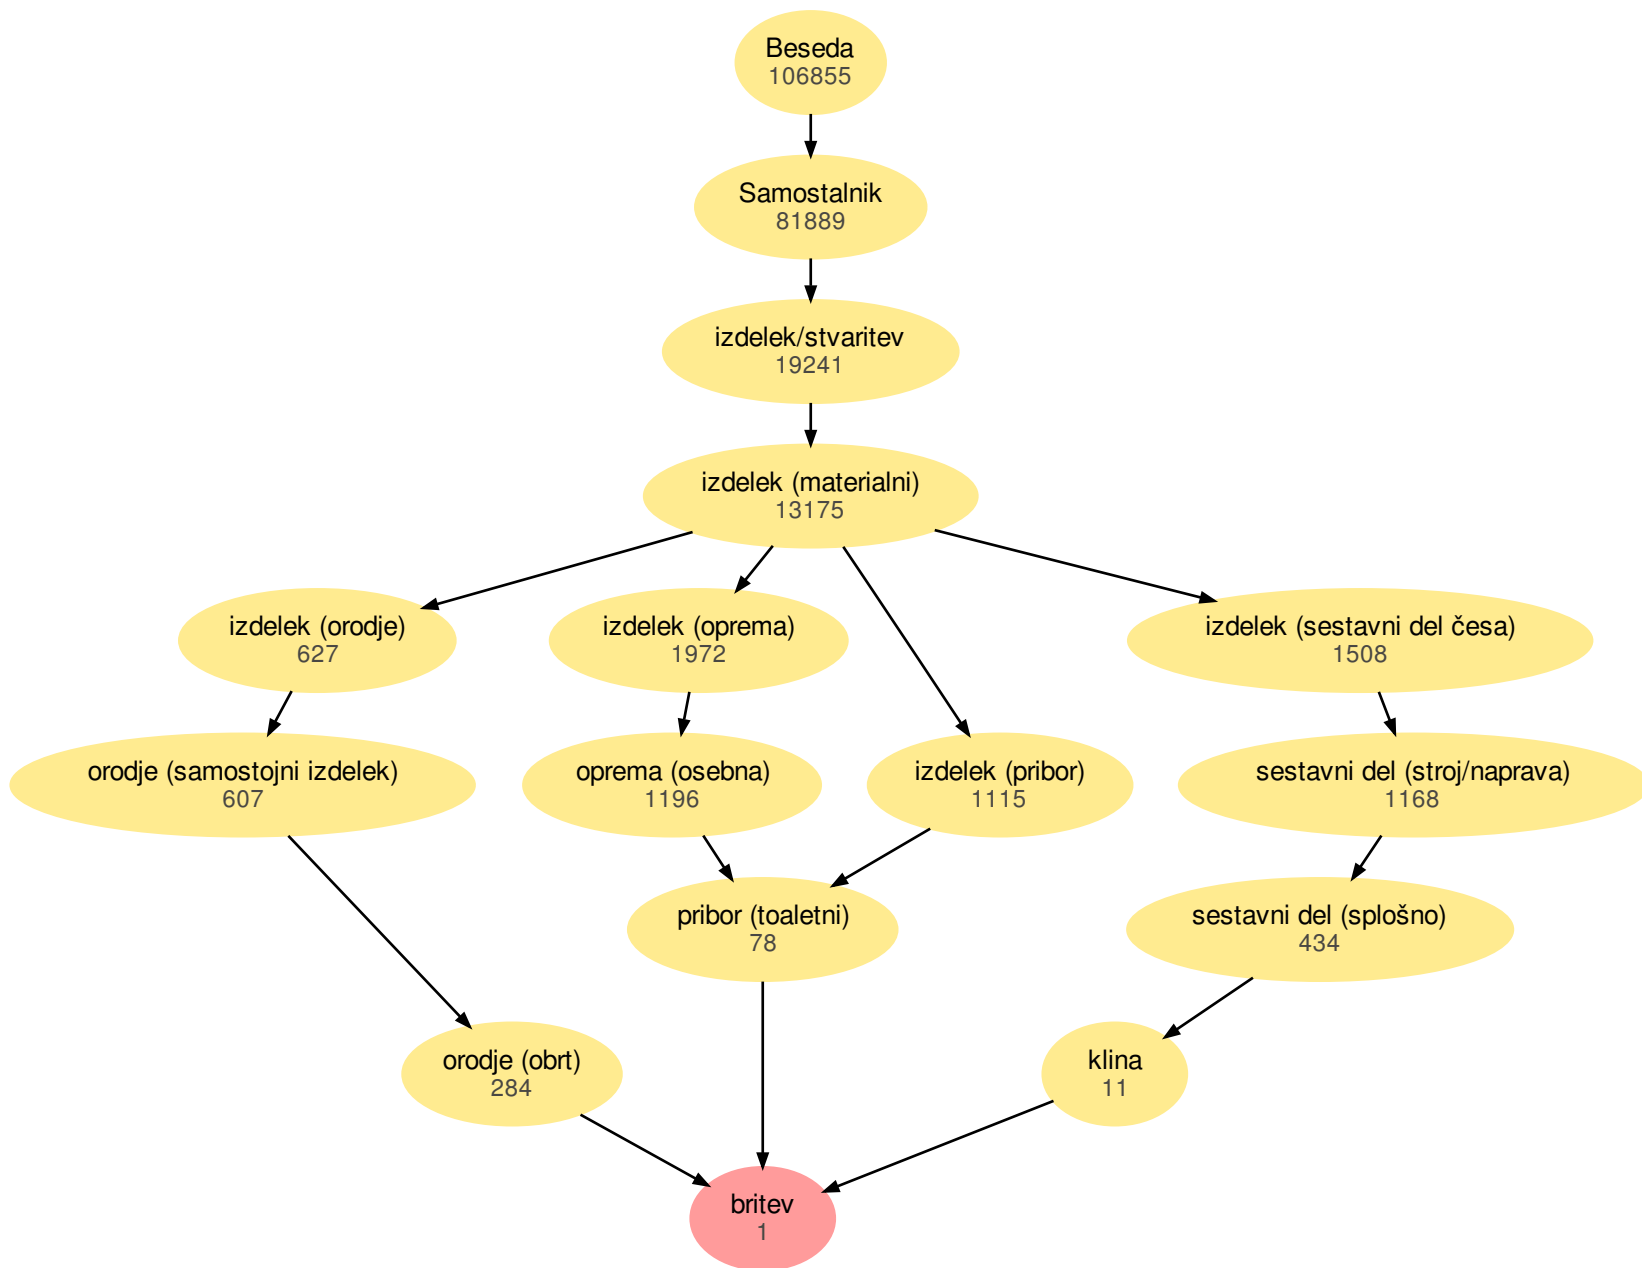 Beseda
106855
Samostalnik
81889
izdelek/stvaritev
19241
izdelek (materialni)
13175
izdelek (orodje)
627
izdelek (oprema)
1972
izdelek (sestavni del česa)
1508
orodje (samostojni izdelek)
607
oprema (osebna)
1196
izdelek (pribor)
1115
sestavni del (stroj/naprava)
1168
pribor (toaletni)
78
sestavni del (splošno)
434
orodje (obrt)
284
klina
11
britev
1